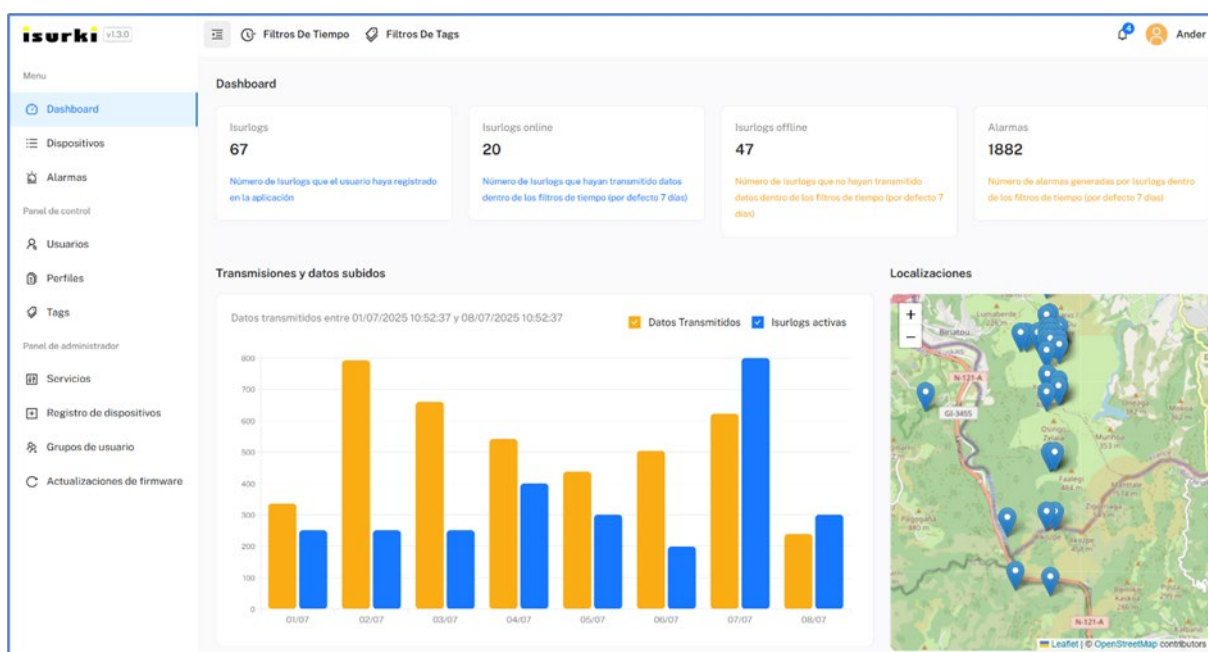 isurki v1.3.0
Filtros De Tiempo Filtros De Tags
4 Ander
Menu
Dashboard
Dispositivos
Alarmas
Panel de control
Usuarios
Perfiles
Tags
Panel de administrador
Servicios
Registro de dispositivos
Grupos de usuario
Actualizaciones de firmware
Dashboard
Isurlogs
67
Número de Isurlogs que el usuario haya registrado
en la aplicación
Isurlogs online
20
Número de Isurlogs que hayan transmitido datos
dentro de los filtros de tiempo (por defecto 7 días)
Isurlogs offline
47
Número de Isurlogs que no hayan transmitido
datos dentro de los filtros de tiempo (por defecto 7
días)
Alarmas
1882
Número de alarmas generadas por Isurlogs dentro
de los filtros de tiempo (por defecto 7 días)
Transmisiones y datos subidos
Datos transmitidos entre 01/07/2025 10:52:37 y 08/07/2025 10:52:37
Datos Transmitidos Isurlogs activas
800
700
600
500
400
300
200
100
0
01/07 02/07 03/07 04/07 05/07 06/07 07/07 08/07
Localizaciones
+
−
Biriatou
N-121-A
GI-3455
N-121-A
Leaflet | © OpenStreetMap contributors